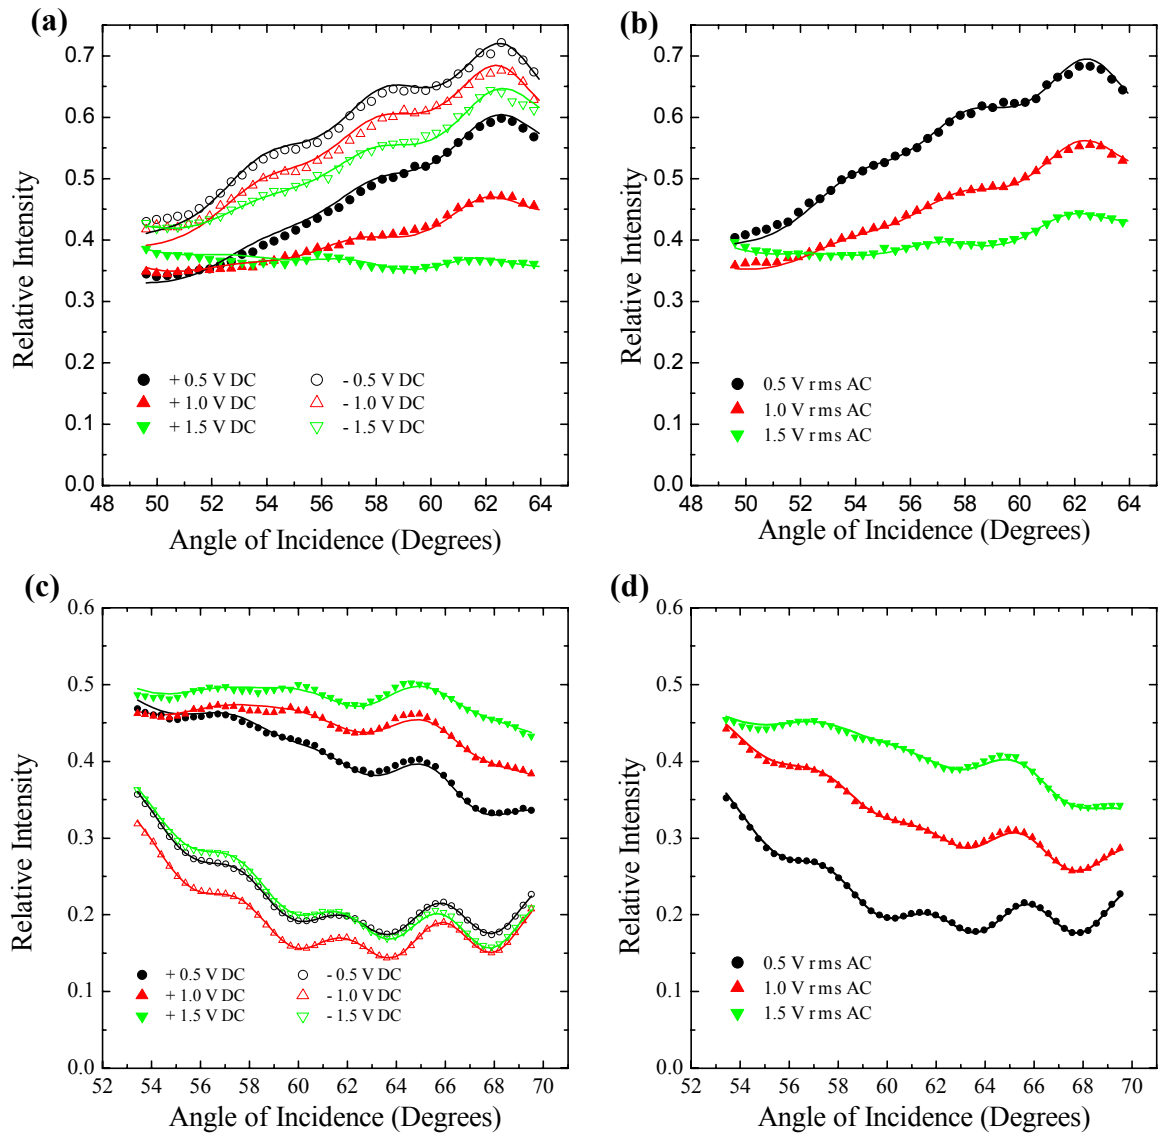 (a)
0.7
0.6
0.5
0.4
0.3
0.2
0.1
0.0
Relative Intensity
+ 0.5 V DC - 0.5 V DC
+ 1.0 V DC - 1.0 V DC
+ 1.5 V DC - 1.5 V DC
48 50 52 54 56 58 60 62 64
Angle of Incidence (Degrees)
(b)
0.7
0.6
0.5
0.4
0.3
0.2
0.1
0.0
Relative Intensity
0.5 V rms AC
1.0 V rms AC
1.5 V rms AC
48 50 52 54 56 58 60 62 64
Angle of Incidence (Degrees)
(c)
0.6
0.5
0.4
0.3
0.2
0.1
0.0
Relative Intensity
+ 0.5 V DC - 0.5 V DC
+ 1.0 V DC - 1.0 V DC
+ 1.5 V DC - 1.5 V DC
52 54 56 58 60 62 64 66 68 70
Angle of Incidence (Degrees)
(d)
0.6
0.5
0.4
0.3
0.2
0.1
0.0
Relative Intensity
0.5 V rms AC
1.0 V rms AC
1.5 V rms AC
52 54 56 58 60 62 64 66 68 70
Angle of Incidence (Degrees)